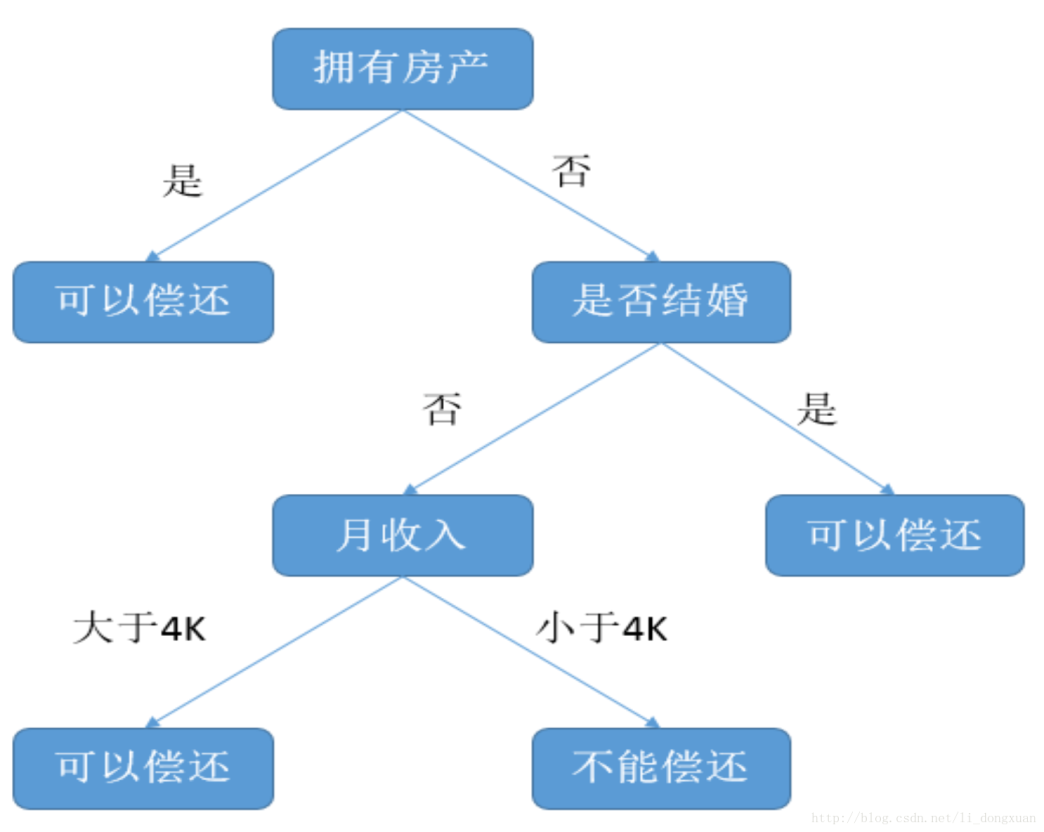 拥有房产
是
否
可以偿还
是否结婚
否
是
月收入
可以偿还
大于4K
小于4K
可以偿还
不能偿还
http://blog.csdn.net/li_dongxuan